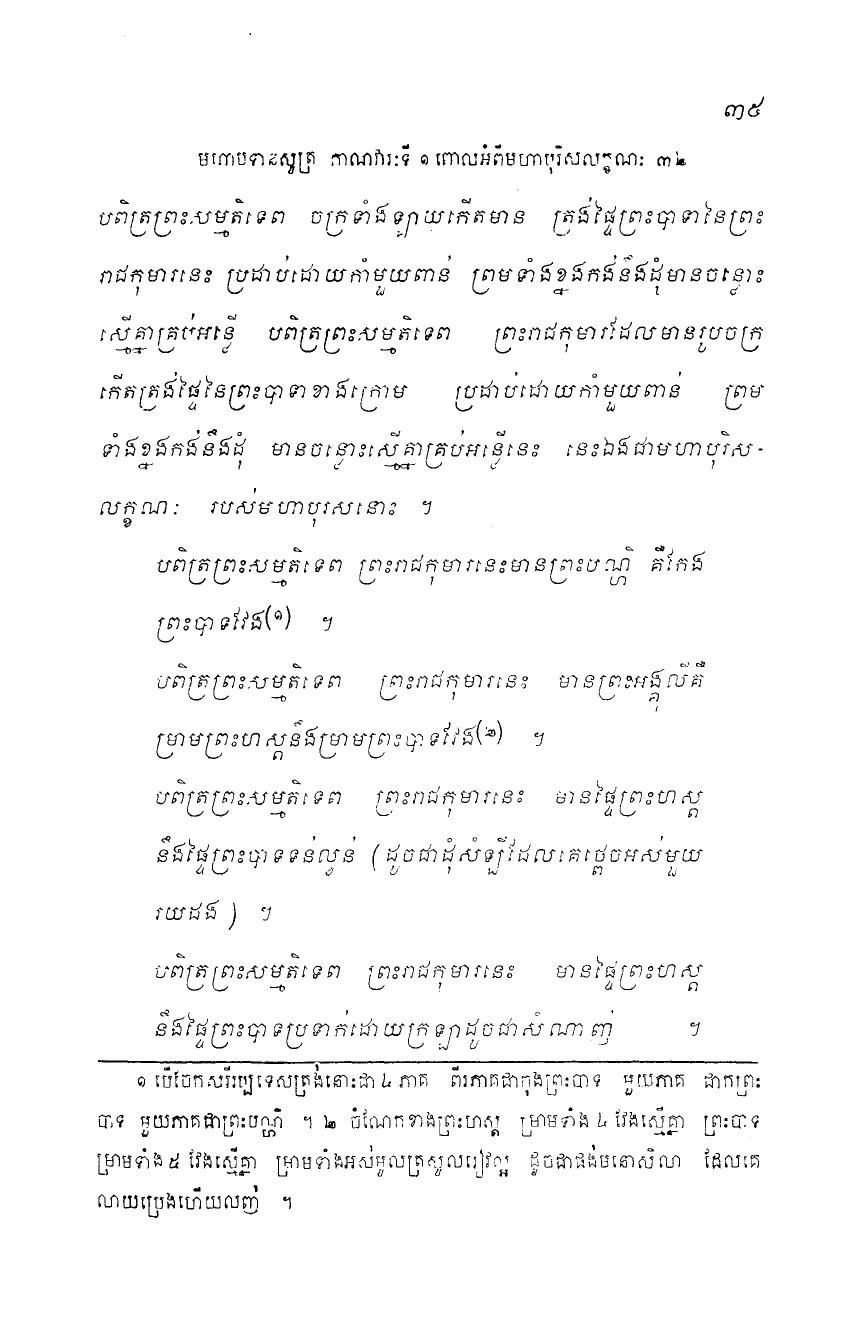 ៣៥
មហាបទានសូត្រ ភាណវារៈទី ១ ពោលអំពីមហាបុរិសលក្ខណៈ ៣២
បពិត្រព្រះសម្មតិទេព ចក្រទាំងឡាយកើតមាន ត្រង់ផ្ទៃព្រះបាទានៃព្រះ
រាជកុមារនេះ ប្រដាប់ដោយកាំមួយពាន់ ព្រមទាំងខ្នងកង់នឹងដុំមានចន្លោះ
ស្មើគ្នាគ្រប់អន្លើ បពិត្រព្រះសម្មតិទេព ព្រះរាជកុមារដែលមានរូបចក្រ
កើតត្រង់ផ្ទៃនៃព្រះបាទាខាងក្រោម ប្រដាប់ដោយកាំមួយពាន់ ព្រម
ទាំងខ្នងកង់នឹងដុំ មានចន្លោះស្មើគ្នាគ្រប់អន្លើនេះ នេះឯងជាមហាបុរិស-
លក្ខណៈ របស់មហាបុរសនោះ ។
បពិត្រព្រះសម្មតិទេព ព្រះរាជកុមារនេះមានព្រះបណ្ហិ គឺកែង
ព្រះបាទវែង(១) ។
បពិត្រព្រះសម្មតិទេព ព្រះរាជកុមារនេះ មានព្រះអង្គុលីគឺ
ម្រាមព្រះហស្តនឹងម្រាមព្រះបាទវែង(២) ។
បពិត្រព្រះសម្មតិទេព ព្រះរាជកុមារនេះ មានផ្ទៃព្រះហស្ត
នឹងផ្ទៃព្រះបាទទន់ល្វន់ (ដូចជាដុំសំឡីដែលគេផ្តេចអស់មួយ
រយដង) ។
បពិត្រព្រះសម្មតិទេព ព្រះរាជកុមារនេះ មានផ្ទៃព្រះហស្ត
នឹងផ្ទៃព្រះបាទប្រទាក់ដោយក្រឡាដូចជាសំណាញ់ ។
១ បើចែកសរីរប្បទេសត្រង់នោះជា ៤ ភាគ ពីរភាគជាក្នុងព្រះបាទ មួយភាគ ជាកព្រះ
បាទ មួយភាគជាព្រះបណ្ហិ ។ ២ ចំណែកខាងព្រះហស្ត ម្រាមទាំង ៤ វែងស្មើគ្នា ព្រះបាទ
ម្រាមទាំង ៥ វែងស្មើគ្នា ម្រាមទាំងអស់មូលត្រសួលរៀវល្អ ដូចជាផង់មនោសិលា ដែលគេ
លាយប្រេងហើយលញ់ ។